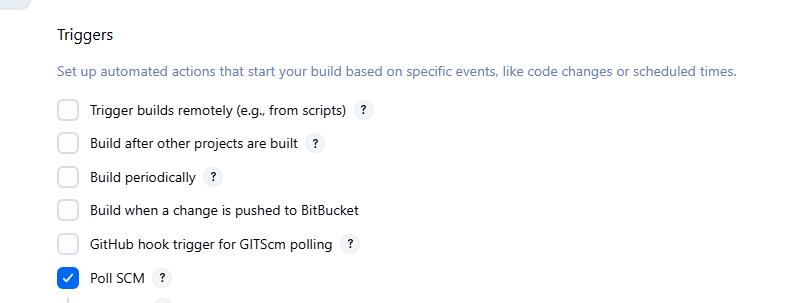 Triggers
Set up automated actions that start your build based on specific events, like code changes or scheduled times.
Trigger builds remotely (e.g., from scripts) ?
Build after other projects are built ?
Build periodically ?
Build when a change is pushed to BitBucket
GitHub hook trigger for GITScm polling ?
Poll SCM ?